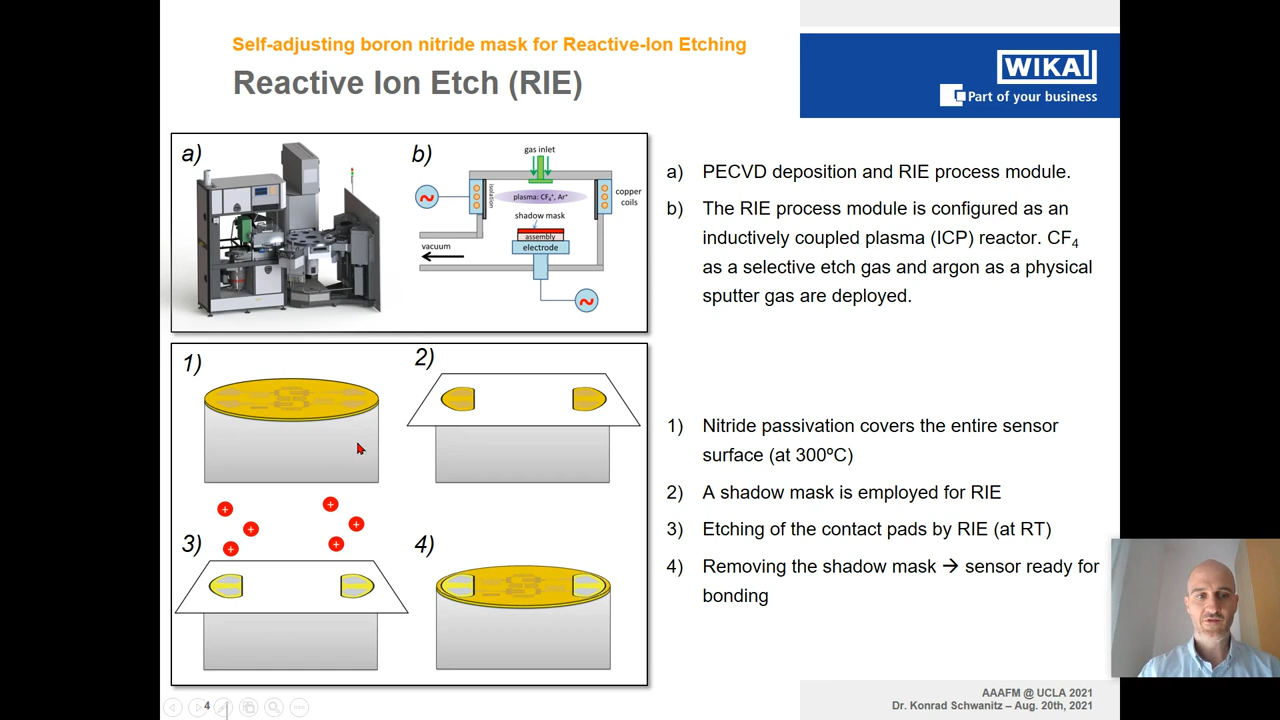 Self-adjusting boron nitride mask for Reactive-Ion Etching
Reactive Ion Etch (RIE)
WIKA
Part of your business
a)
b)
gas inlet
isolation
plasma: CF₄⁺, Ar⁺
copper
coils
shadow mask
assembly
electrode
vacuum
a) PECVD deposition and RIE process module.
b) The RIE process module is configured as an
inductively coupled plasma (ICP) reactor. CF₄
as a selective etch gas and argon as a physical
sputter gas are deployed.
1)
2)
3)
4)
1) Nitride passivation covers the entire sensor
surface (at 300ºC)
2) A shadow mask is employed for RIE
3) Etching of the contact pads by RIE (at RT)
4) Removing the shadow mask → sensor ready for
bonding
4
AAAFM @ UCLA 2021
Dr. Konrad Schwanitz – Aug. 20th, 2021